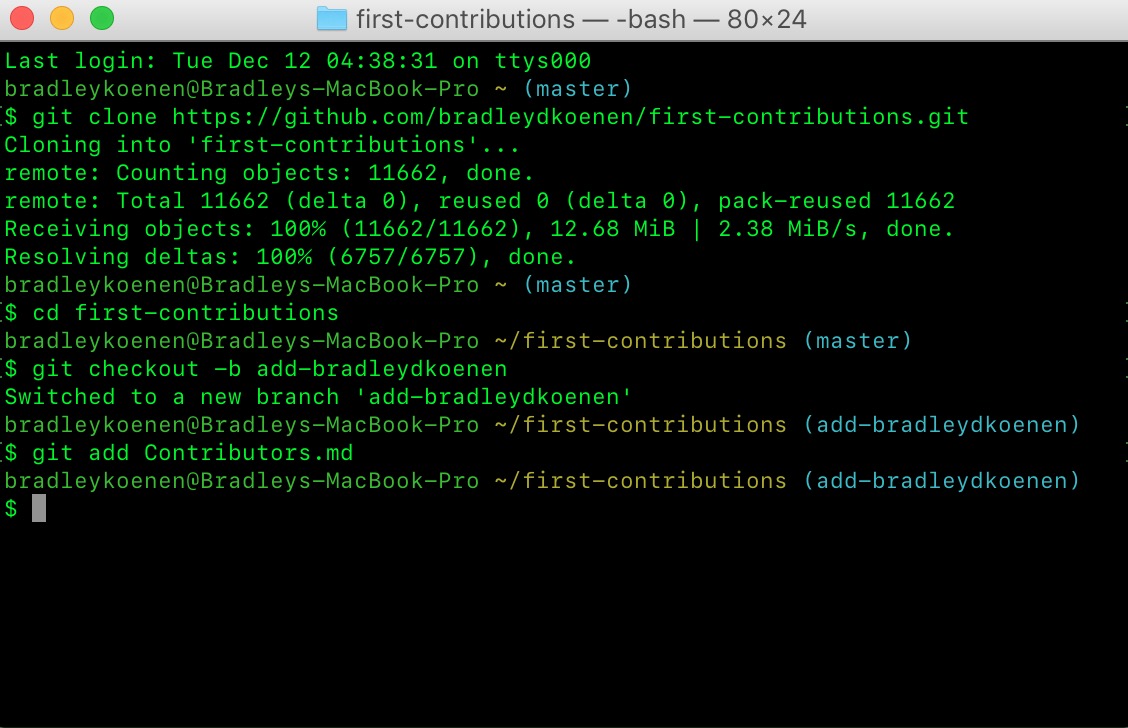 first-contributions — -bash — 80×24
Last login: Tue Dec 12 04:38:31 on ttys000
bradleykoenen@Bradleys-MacBook-Pro ~ (master)
$ git clone https://github.com/bradleydkoenen/first-contributions.git
Cloning into 'first-contributions'...
remote: Counting objects: 11662, done.
remote: Total 11662 (delta 0), reused 0 (delta 0), pack-reused 11662
Receiving objects: 100% (11662/11662), 12.68 MiB | 2.38 MiB/s, done.
Resolving deltas: 100% (6757/6757), done.
bradleykoenen@Bradleys-MacBook-Pro ~ (master)
$ cd first-contributions
bradleykoenen@Bradleys-MacBook-Pro ~/first-contributions (master)
$ git checkout -b add-bradleydkoenen
Switched to a new branch 'add-bradleydkoenen'
bradleykoenen@Bradleys-MacBook-Pro ~/first-contributions (add-bradleydkoenen)
$ git add Contributors.md
bradleykoenen@Bradleys-MacBook-Pro ~/first-contributions (add-bradleydkoenen)
$